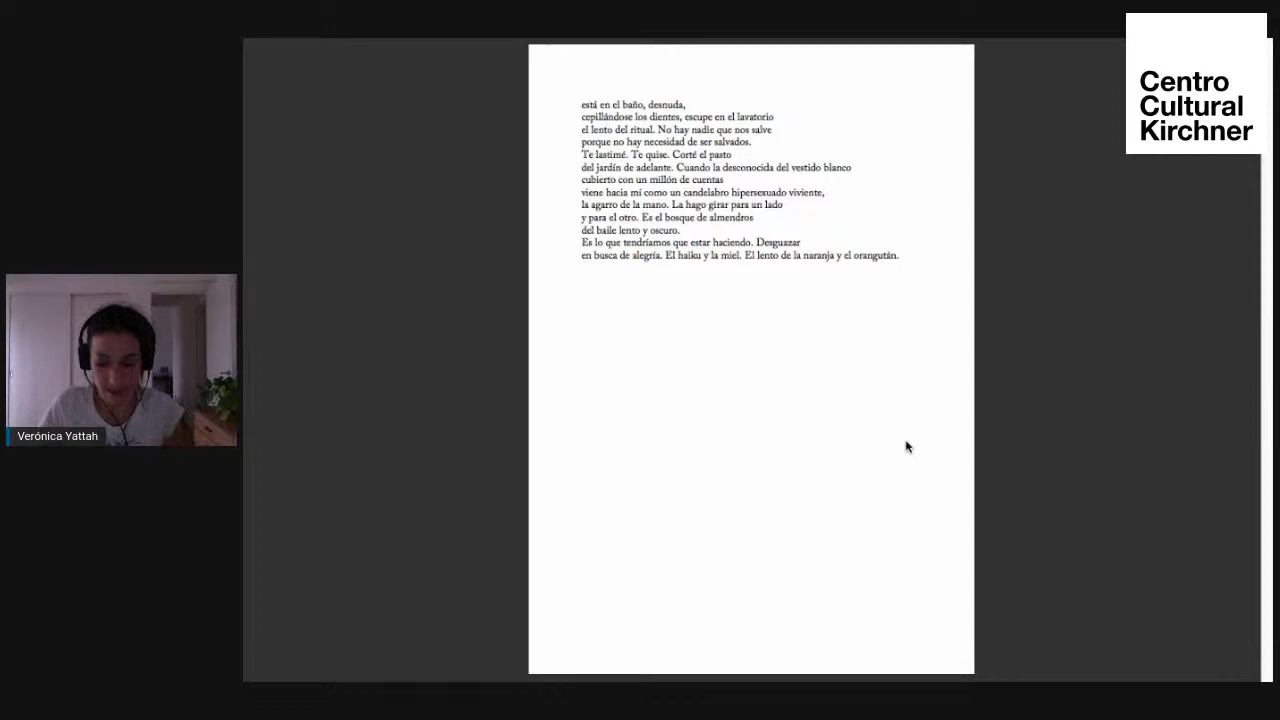 Centro
Cultural
Kirchner
está en el baño, desnuda,
cepillándose los dientes, escupe en el lavatorio
el lento del ritual. No hay nadie que nos salve
porque no hay necesidad de ser salvados.
Te lastimé. Te quise. Corté el pasto
del jardín de adelante. Cuando la desconocida del vestido blanco
cubierto con un millón de cuentas
viene hacia mí como un candelabro hipersexuado viviente,
la agarro de la mano. La hago girar para un lado
y para el otro. Es el bosque de almendros
del baile lento y oscuro.
Es lo que tendríamos que estar haciendo. Desguazar
en busca de alegría. El haiku y la miel. El lento de la naranja y el orangután.
Verónica Yattah